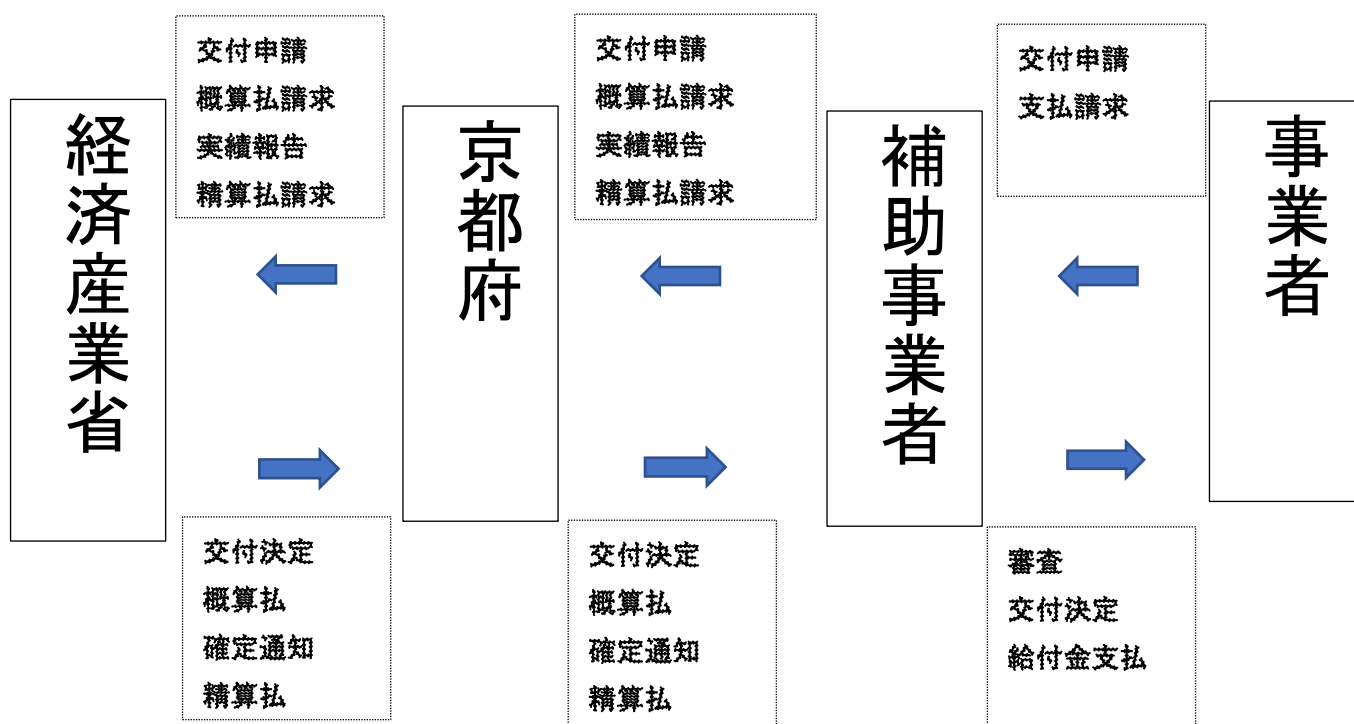 経済産業省
交付申請
概算払請求
実績報告
精算払請求
交付決定
概算払
確定通知
精算払
京都府
交付申請
概算払請求
実績報告
精算払請求
交付決定
概算払
確定通知
精算払
補助事業者
交付申請
支払請求
審査
交付決定
給付金支払
事業者